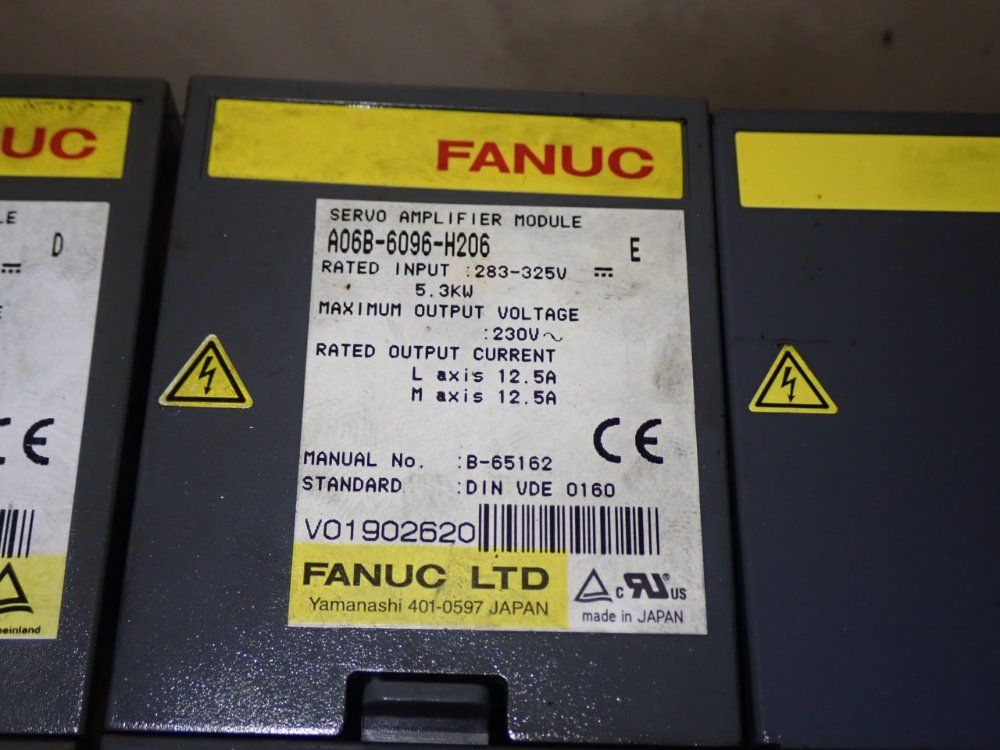 UC
LE
D
E
CE
heinland
FANUC
SERVO AMPLIFIER MODULE
A06B-6096-H206 E
RATED INPUT :283-325V
5.3KW
MAXIMUM OUTPUT VOLTAGE
:230V~
RATED OUTPUT CURRENT
L axis 12.5A
M axis 12.5A
CE
MANUAL No. :B-65162
STANDARD :DIN VDE 0160
V01902620
FANUC LTD
Yamanashi 401-0597 JAPAN
c RU US
made in JAPAN